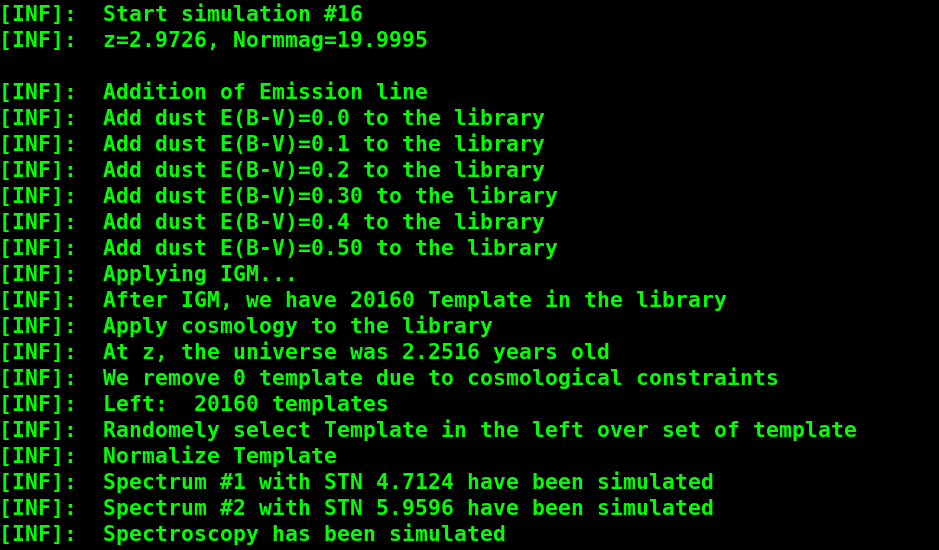 [INF]:  Start simulation #16
[INF]:  z=2.9726, Normmag=19.9995
[INF]:  Addition of Emission line
[INF]:  Add dust E(B-V)=0.0 to the library
[INF]:  Add dust E(B-V)=0.1 to the library
[INF]:  Add dust E(B-V)=0.2 to the library
[INF]:  Add dust E(B-V)=0.30 to the library
[INF]:  Add dust E(B-V)=0.4 to the library
[INF]:  Add dust E(B-V)=0.50 to the library
[INF]:  Applying IGM...
[INF]:  After IGM, we have 20160 Template in the library
[INF]:  Apply cosmology to the library
[INF]:  At z, the universe was 2.2516 years old
[INF]:  We remove 0 template due to cosmological constraints
[INF]:  Left:  20160 templates
[INF]:  Randomely select Template in the left over set of template
[INF]:  Normalize Template
[INF]:  Spectrum #1 with STN 4.7124 have been simulated
[INF]:  Spectrum #2 with STN 5.9596 have been simulated
[INF]:  Spectroscopy has been simulated